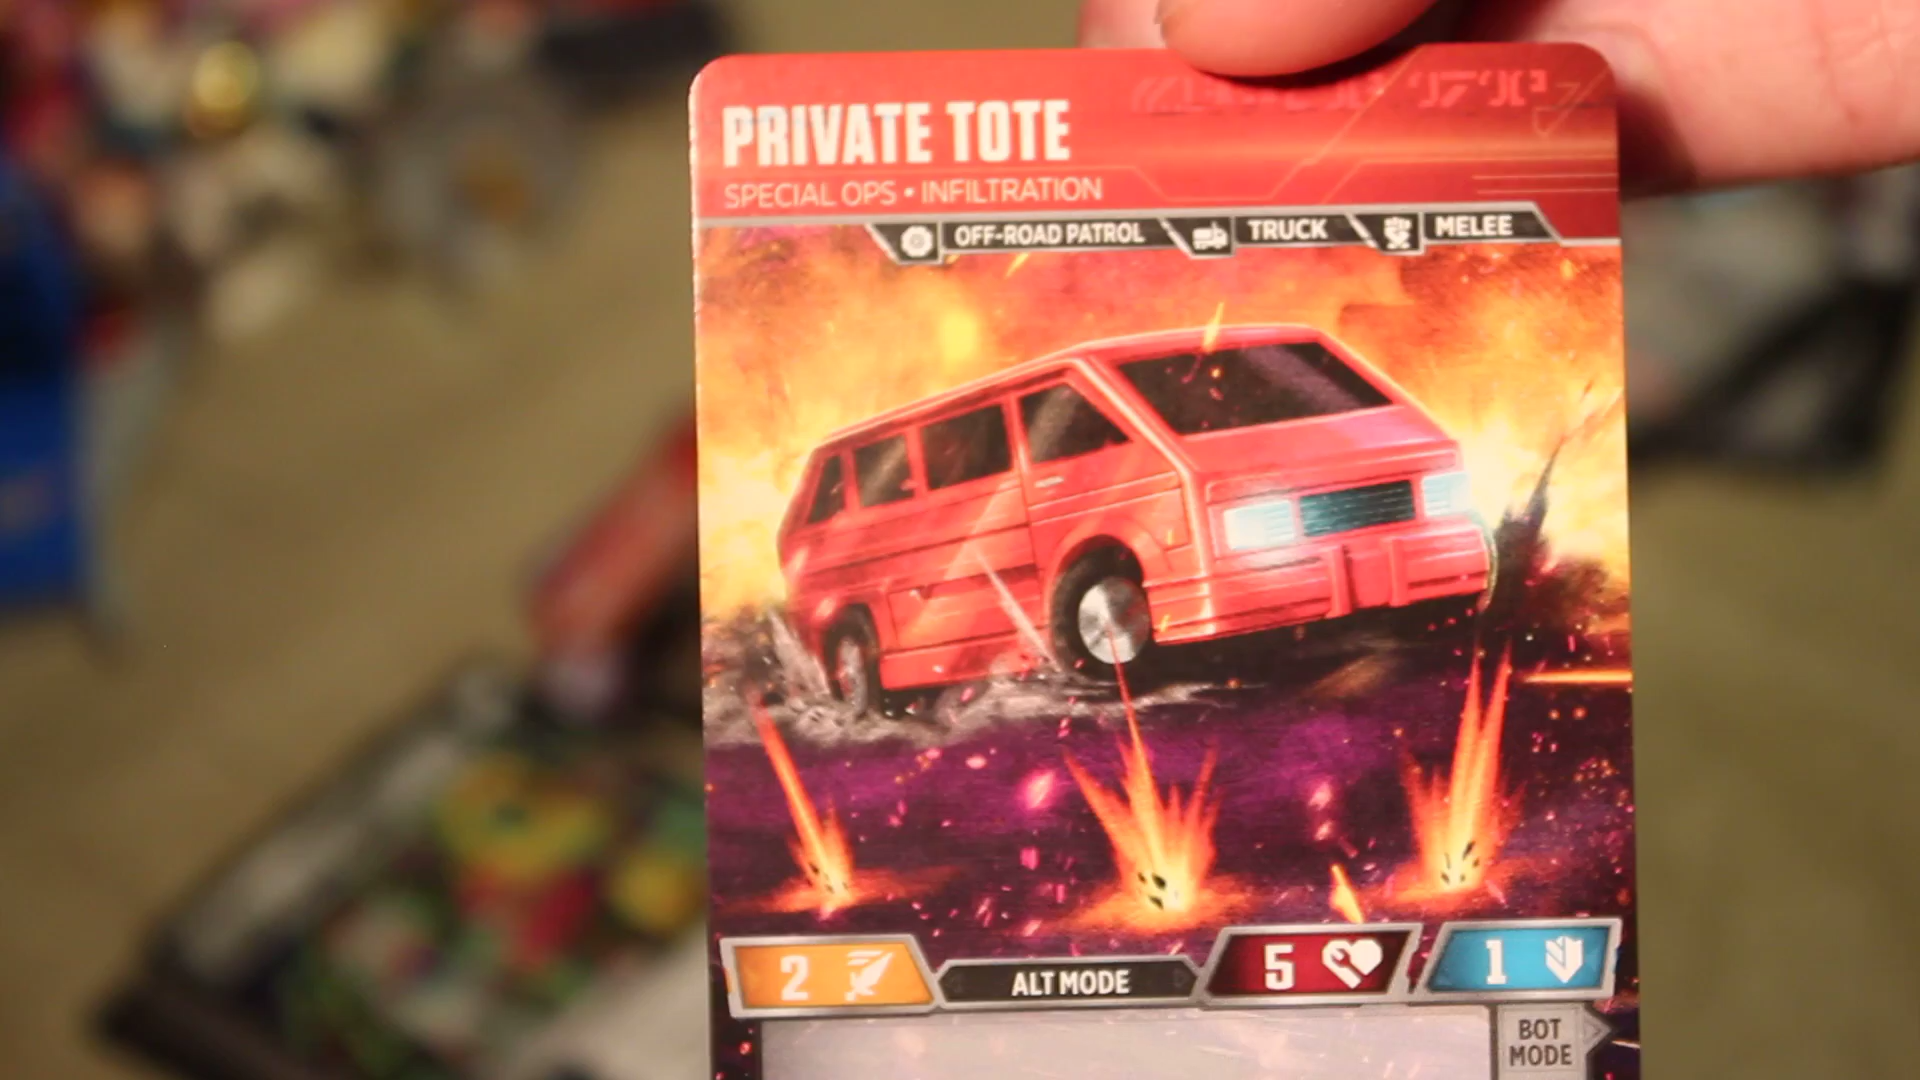 PRIVATE TOTE
SPECIAL OPS • INFILTRATION
OFF-ROAD PATROL TRUCK MELEE
2 ALT MODE 5 1
BOT
MODE